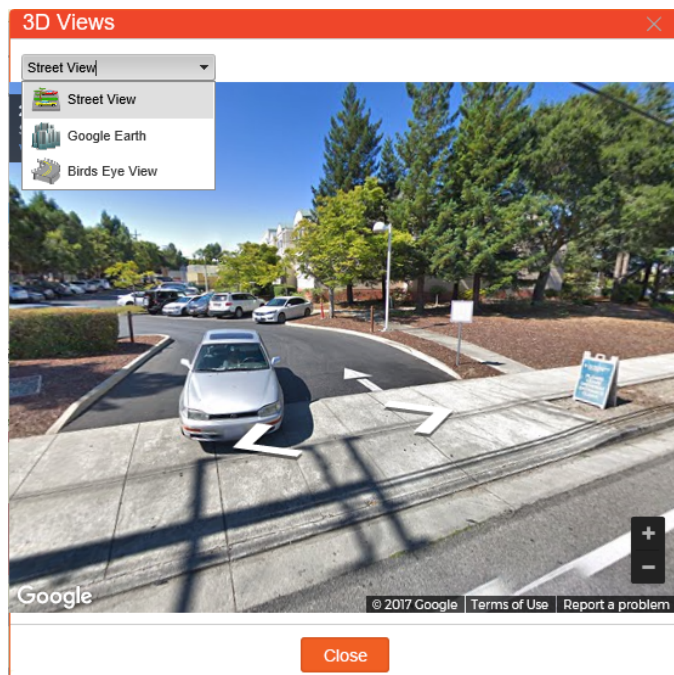 3D Views
Street View
Street View
Google Earth
Birds Eye View
Google
© 2017 Google
Terms of Use
Report a problem
Close